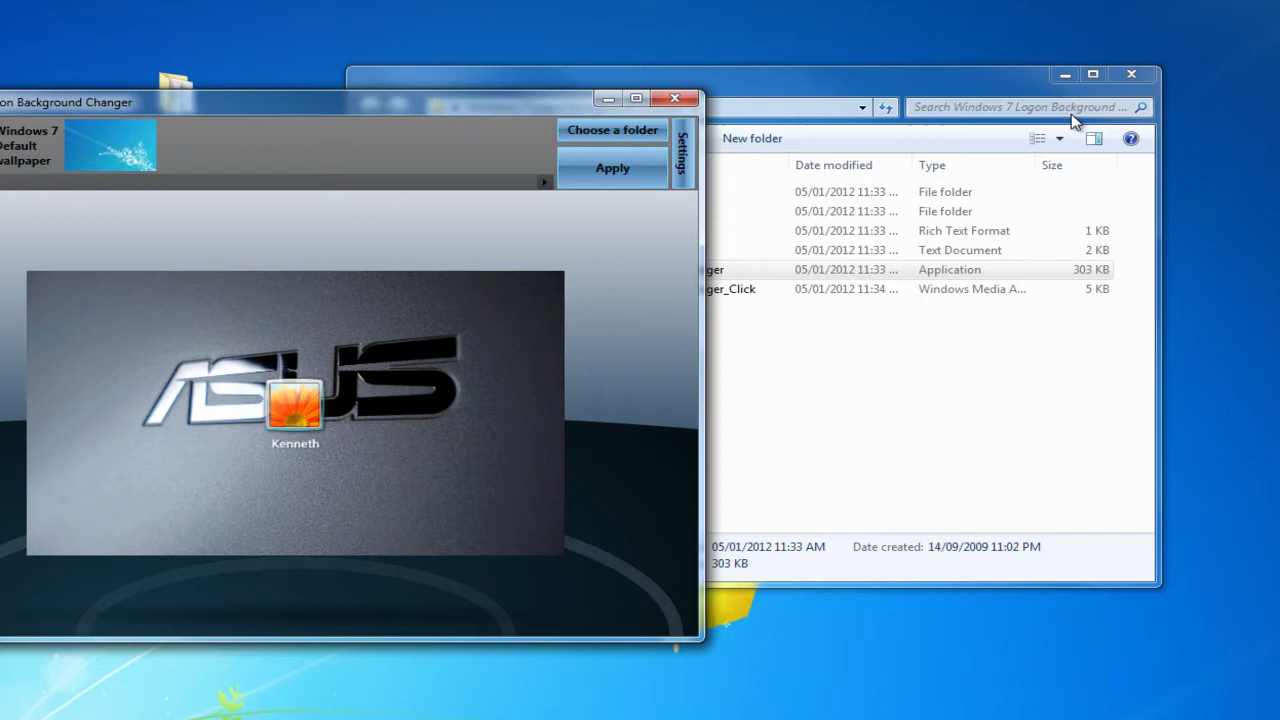 on Background Changer
Windows 7
Default
wallpaper
Choose a folder
Apply
Settings
ASUS
Kenneth
Search Windows 7 Logon Background ...
New folder
Date modified Type Size
05/01/2012 11:33 ... File folder
05/01/2012 11:33 ... File folder
05/01/2012 11:33 ... Rich Text Format 1 KB
05/01/2012 11:33 ... Text Document 2 KB
ger 05/01/2012 11:33 ... Application 303 KB
ger_Click 05/01/2012 11:34 ... Windows Media A... 5 KB
05/01/2012 11:33 AM Date created: 14/09/2009 11:02 PM
303 KB